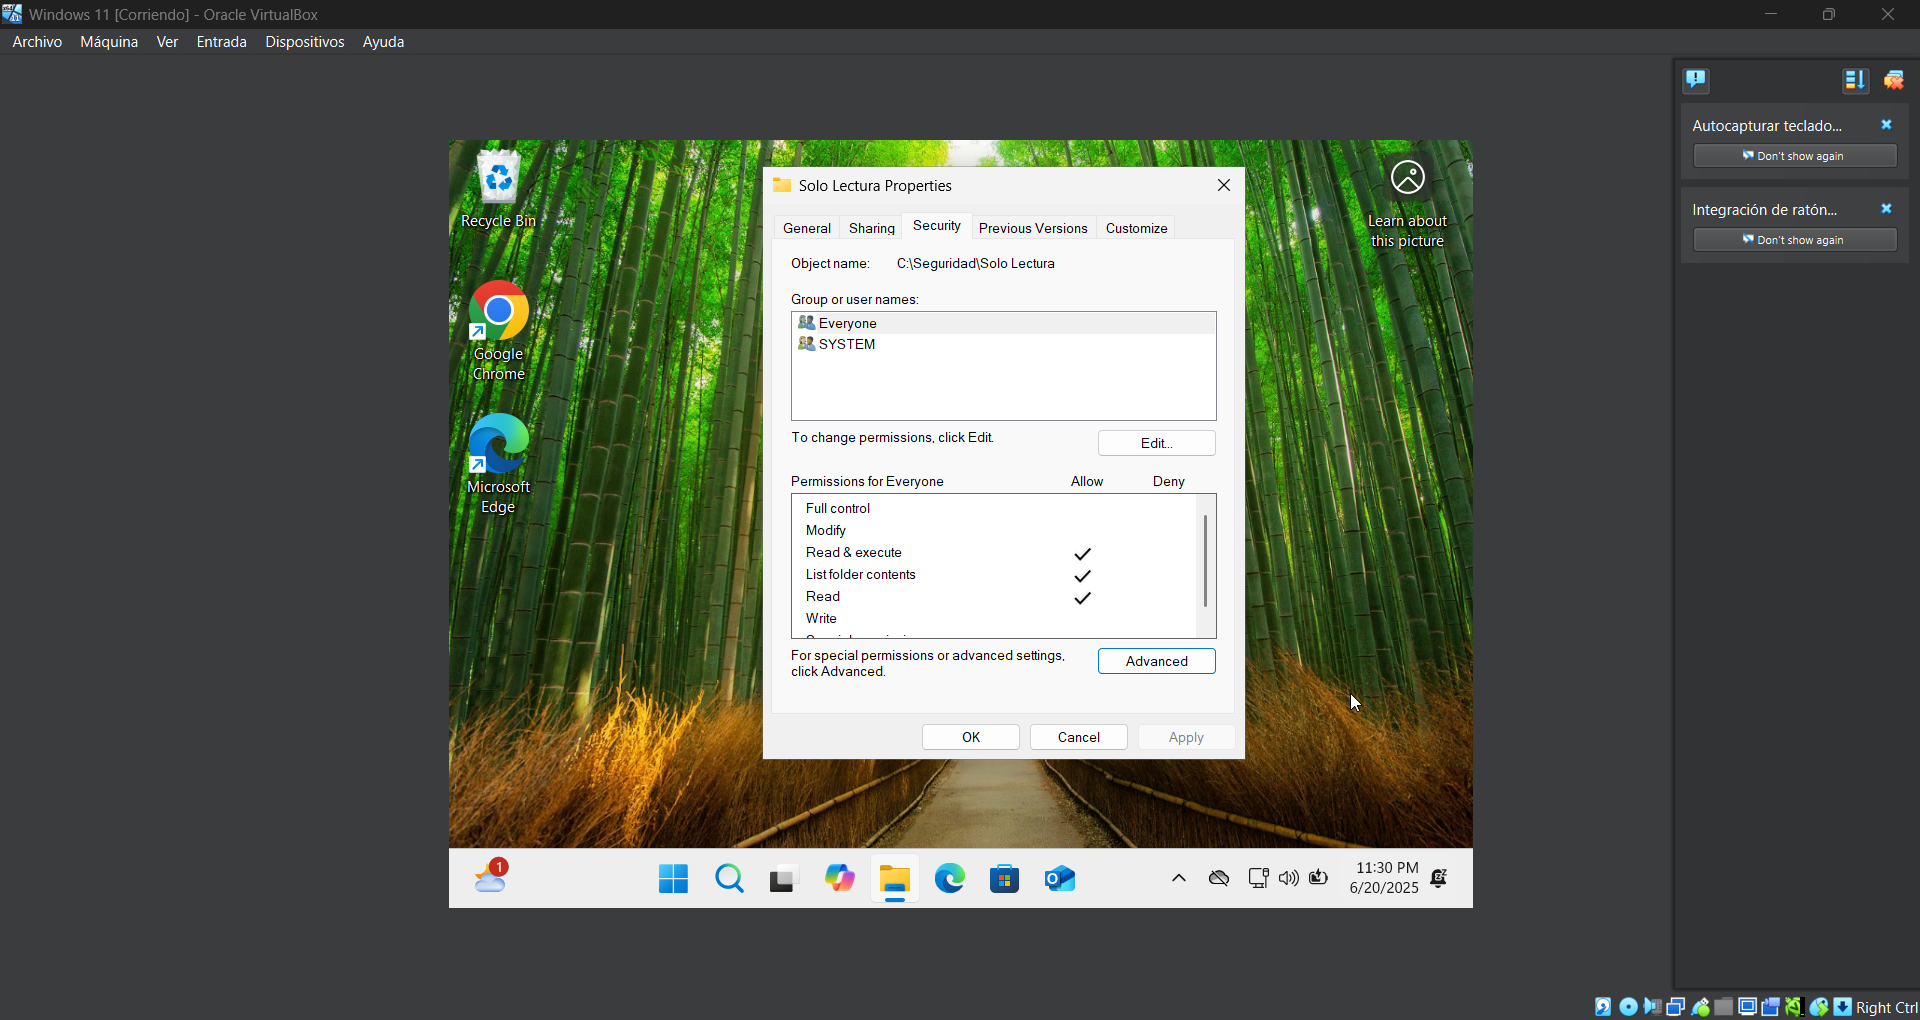 Windows 11 [Corriendo] - Oracle VirtualBox
Archivo Máquina Ver Entrada Dispositivos Ayuda
Autocapturar teclado...
Don't show again
Integración de ratón...
Don't show again
Recycle Bin
Google
Chrome
Microsoft
Edge
Learn about
this picture
Solo Lectura Properties
General Sharing Security Previous Versions Customize
Object name: C:\Seguridad\Solo Lectura
Group or user names:
Everyone
SYSTEM
To change permissions, click Edit.
Edit...
Permissions for Everyone Allow Deny
Full control
Modify
Read & execute
List folder contents
Read
Write
For special permissions or advanced settings,
click Advanced.
Advanced
OK Cancel Apply
1
11:30 PM
6/20/2025
Right Ctrl